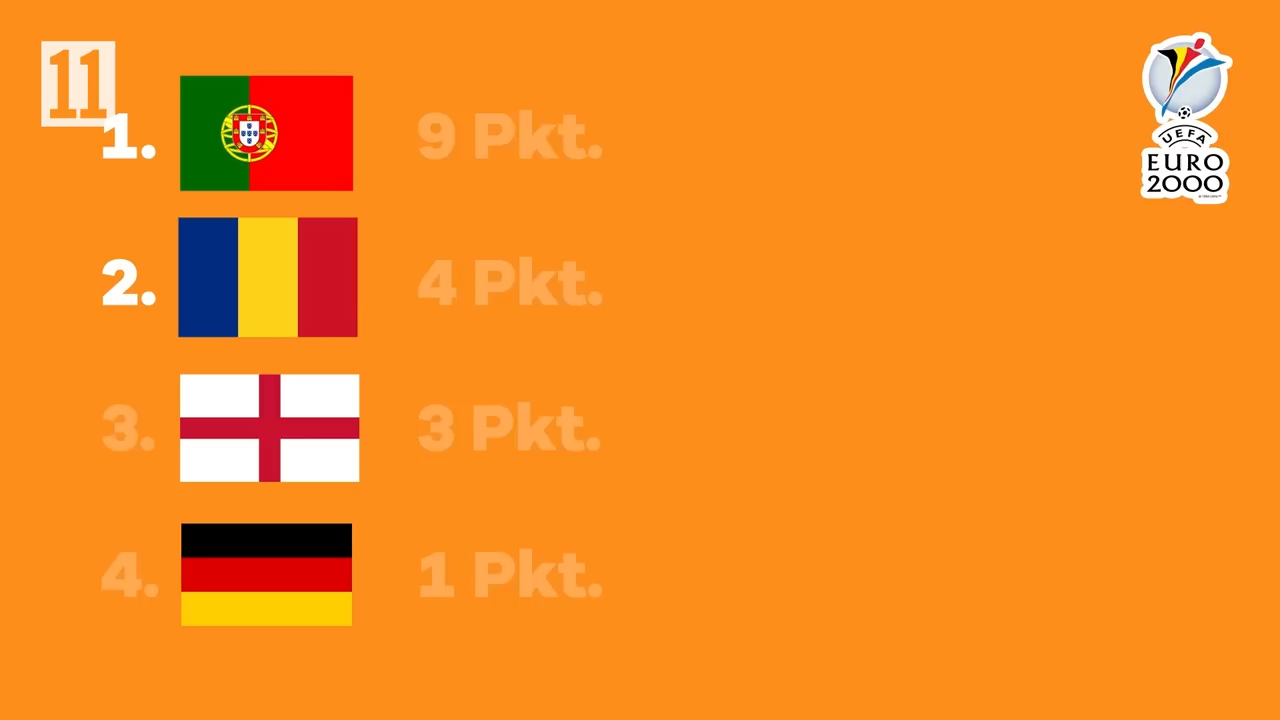 11
1. 9 Pkt.
2. 4 Pkt.
3. 3 Pkt.
4. 1 Pkt.
UEFA
EURO
2000